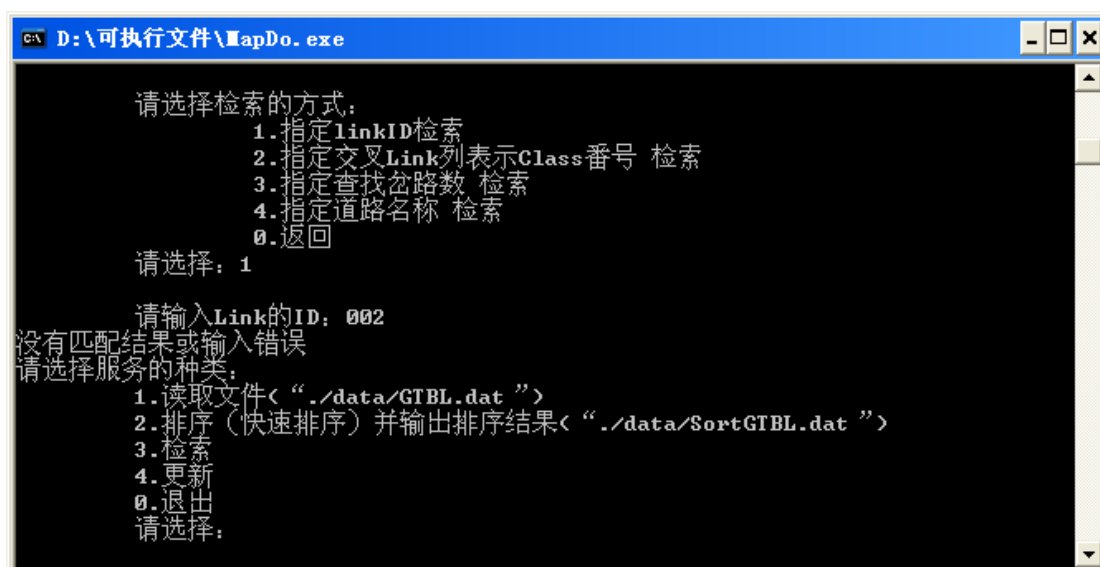 D:\可执行文件\MapDo.exe
请选择检索的方式:
1.指定linkID检索
2.指定交叉Link列表示Class番号 检索
3.指定查找岔路数 检索
4.指定道路名称 检索
0.返回
请选择:1
请输入Link的ID:002
没有匹配结果或输入错误
请选择服务的种类:
1.读取文件(“./data/GTBL.dat ”)
2.排序(快速排序)并输出排序结果(“./data/SortGTBL.dat ”)
3.检索
4.更新
0.退出
请选择: